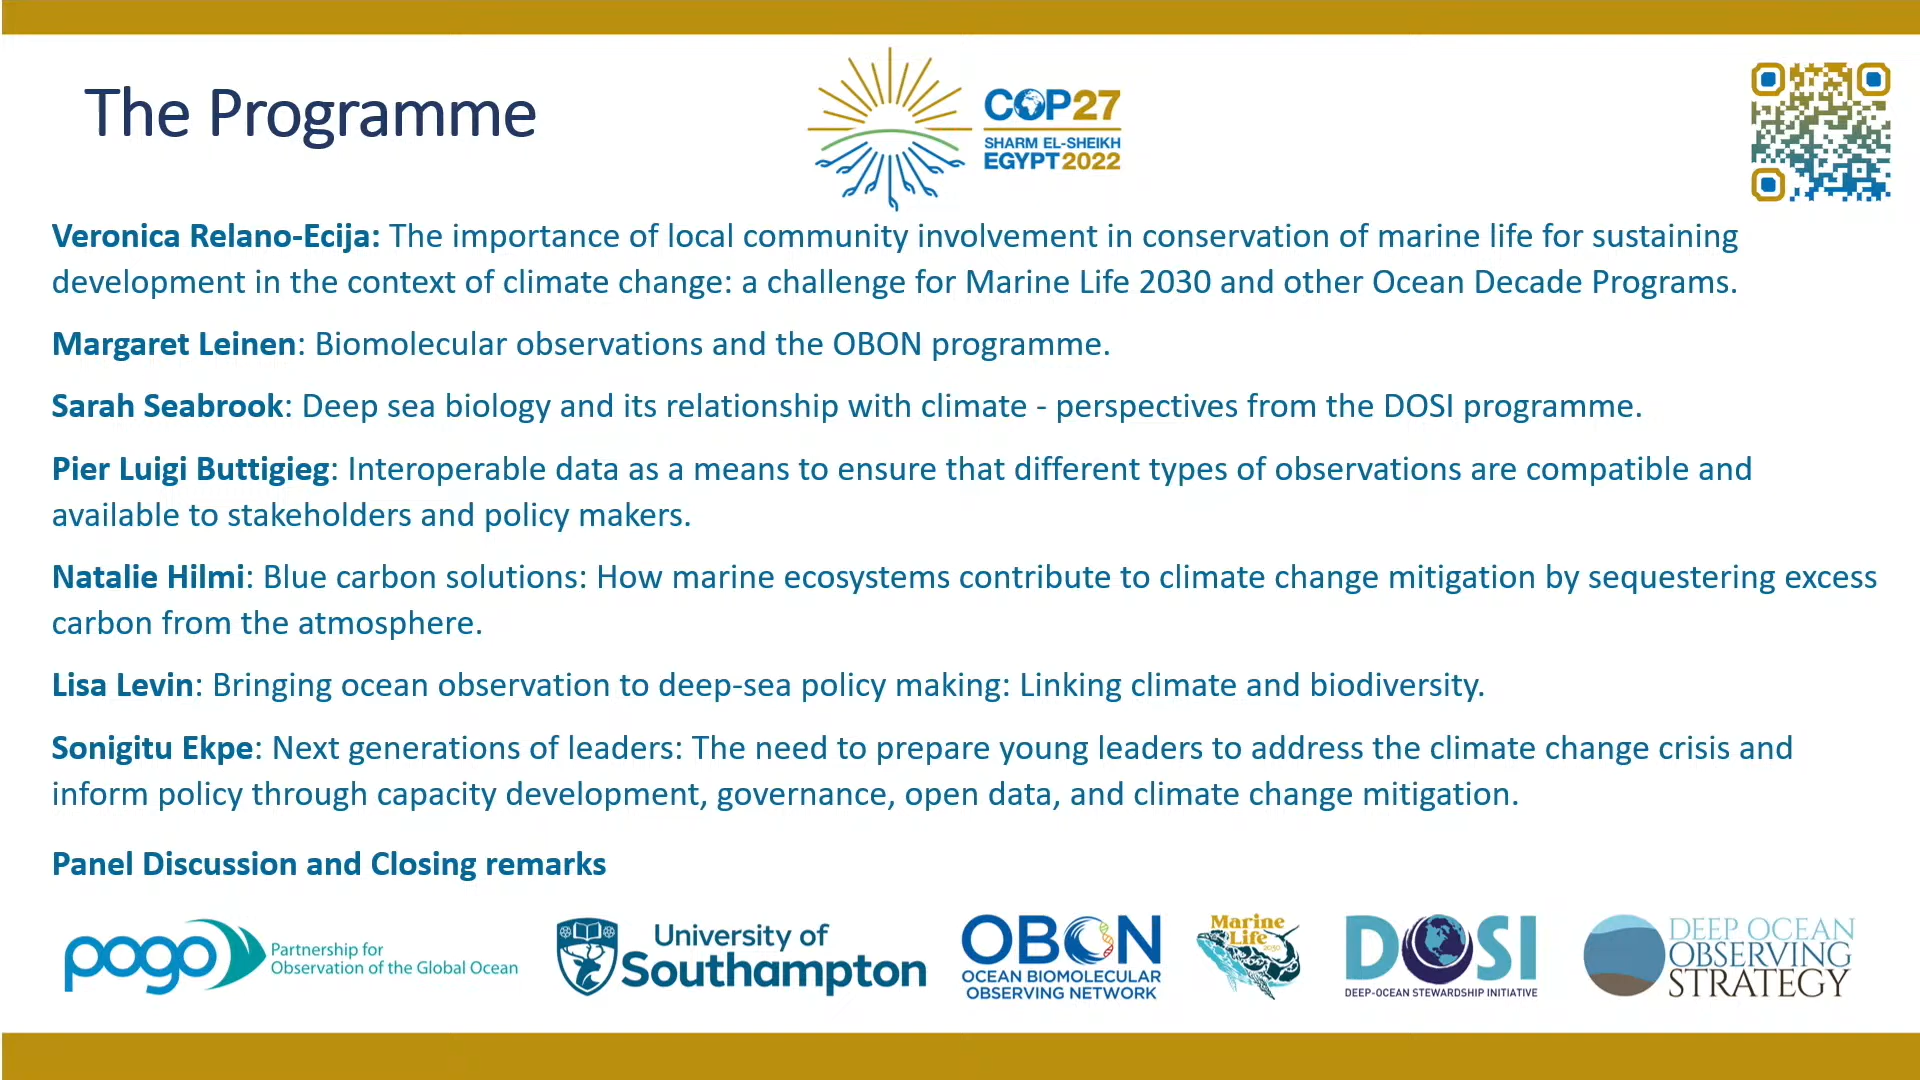 The Programme
COP27
SHARM EL-SHEIKH
EGYPT2022
Veronica Relano-Ecija: The importance of local community involvement in conservation of marine life for sustaining
development in the context of climate change: a challenge for Marine Life 2030 and other Ocean Decade Programs.
Margaret Leinen: Biomolecular observations and the OBON programme.
Sarah Seabrook: Deep sea biology and its relationship with climate - perspectives from the DOSI programme.
Pier Luigi Buttigieg: Interoperable data as a means to ensure that different types of observations are compatible and
available to stakeholders and policy makers.
Natalie Hilmi: Blue carbon solutions: How marine ecosystems contribute to climate change mitigation by sequestering excess
carbon from the atmosphere.
Lisa Levin: Bringing ocean observation to deep-sea policy making: Linking climate and biodiversity.
Sonigitu Ekpe: Next generations of leaders: The need to prepare young leaders to address the climate change crisis and
inform policy through capacity development, governance, open data, and climate change mitigation.
Panel Discussion and Closing remarks
pogo
Partnership for
Observation of the Global Ocean
University of
Southampton
OBON
OCEAN BIOMOLECULAR
OBSERVING NETWORK
Marine
Life
2030
DOSI
DEEP-OCEAN STEWARDSHIP INITIATIVE
DEEP OCEAN
OBSERVING
STRATEGY